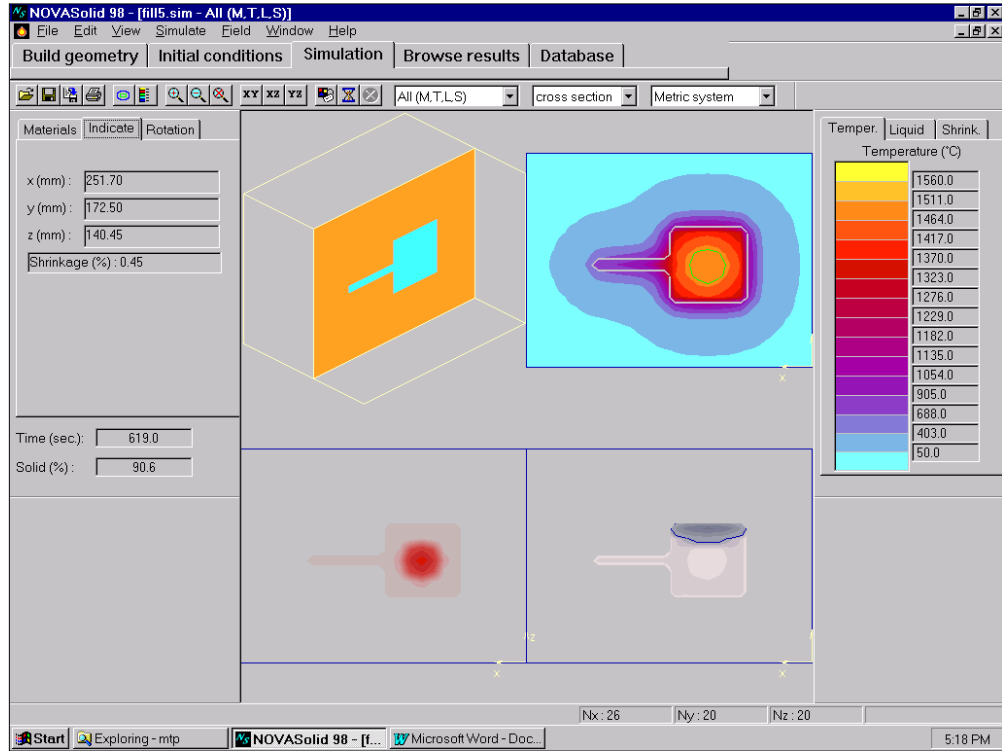 NOVASolid 98 - [fill5.sim - All (M,T,L,S)]
File Edit View Simulate Field Window Help
Build geometry Initial conditions Simulation Browse results Database
XY XZ YZ All (M,T,L,S) cross section Metric system
Materials Indicate Rotation
x (mm) : 251.70
y (mm) : 172.50
z (mm) : 140.45
Shrinkage (%) : 0.45
Time (sec.): 619.0
Solid (%) : 90.6
x
z
x
x
Temper. Liquid Shrink.
Temperature (°C)
1560.0
1511.0
1464.0
1417.0
1370.0
1323.0
1276.0
1229.0
1182.0
1135.0
1054.0
905.0
688.0
403.0
50.0
Nx : 26 Ny : 20 Nz : 20
Start Exploring - mtp NOVASolid 98 - [f... Microsoft Word - Doc... 5:18 PM